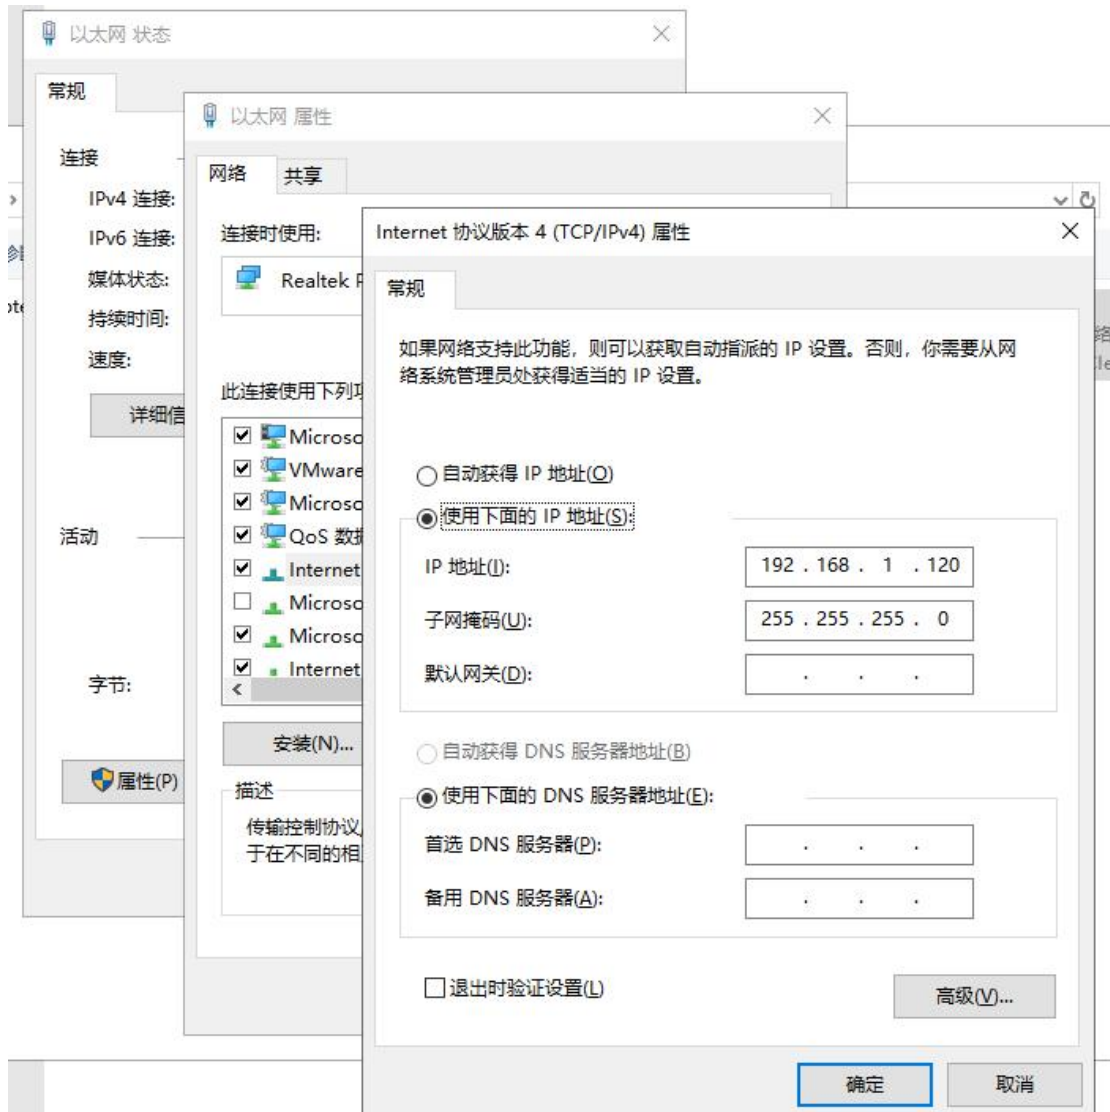 以太网 状态
常规
以太网 属性
连接
网络
共享
IPv4 连接:
IPv6 连接:
媒体状态:
持续时间:
速度:
连接时使用:
Realtek
Internet 协议版本 4 (TCP/IPv4) 属性
常规
如果网络支持此功能，则可以获取自动指派的 IP 设置。否则，你需要从网
络系统管理员处获得适当的 IP 设置。
此连接使用下列
详细信
VMware
QoS 数
Internet
Internet
自动获得 IP 地址(O)
使用下面的 IP 地址(S):
IP 地址(I):
192 . 168 . 1 . 120
子网掩码(U):
255 . 255 . 255 . 0
默认网关(D):
. . .
活动
字节:
安装(N)...
属性(P)
描述
传输控制协议
于在不同的相
自动获得 DNS 服务器地址(B)
使用下面的 DNS 服务器地址(E):
首选 DNS 服务器(P):
. . .
备用 DNS 服务器(A):
. . .
退出时验证设置(L)
高级(V)...
确定
取消